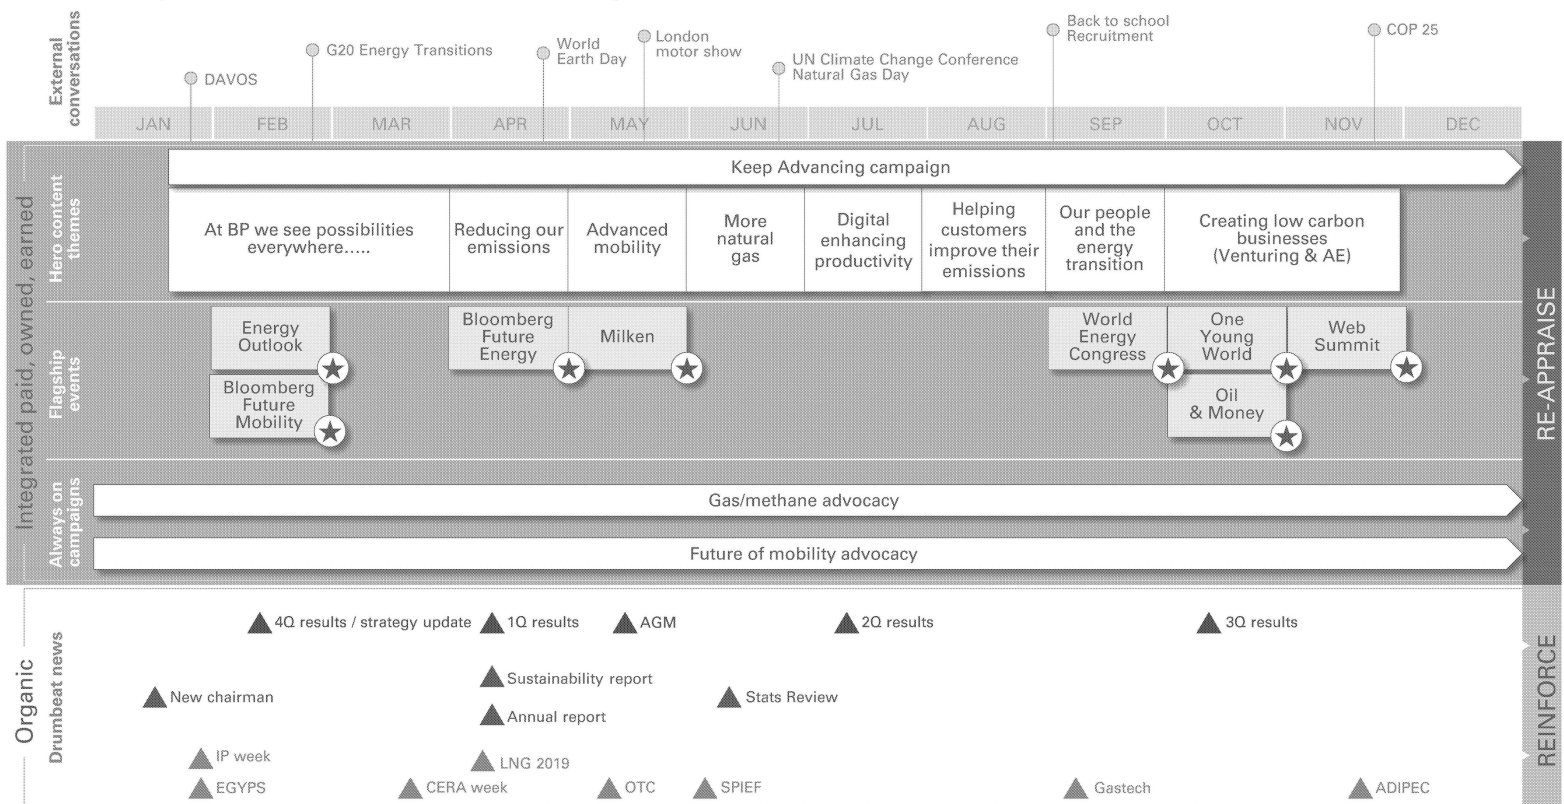 External
conversations
DAVOS
G20 Energy Transitions
World
Earth Day
London
motor show
UN Climate Change Conference
Natural Gas Day
Back to school
Recruitment
COP 25
JAN
FEB
MAR
APR
MAY
JUN
JUL
AUG
SEP
OCT
NOV
DEC
Integrated paid, owned, earned
Hero content
themes
Keep Advancing campaign
At BP we see possibilities
everywhere.....
Reducing our
emissions
Advanced
mobility
More
natural
gas
Digital
enhancing
productivity
Helping
customers
improve their
emissions
Our people
and the
energy
transition
Creating low carbon
businesses
(Venturing & AE)
Flagship
events
Energy
Outlook
Bloomberg
Future
Mobility
Bloomberg
Future
Energy
Milken
World
Energy
Congress
One
Young
World
Oil
& Money
Web
Summit
RE-APPRAISE
Always on
campaigns
Gas/methane advocacy
Future of mobility advocacy
Organic
Drumbeat news
4Q results / strategy update
1Q results
AGM
2Q results
3Q results
Sustainability report
New chairman
Stats Review
Annual report
IP week
LNG 2019
EGYPS
CERA week
OTC
SPIEF
Gastech
ADIPEC
REINFORCE